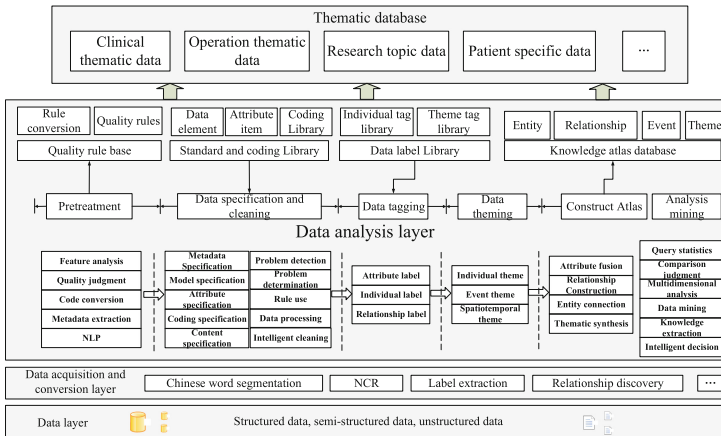 Thematic database
Clinical
thematic data
Operation thematic
data
Research topic data
Patient specific data
...
Rule
conversion
Quality rules
Data
element
Attribute
item
Coding
Library
Individual tag
library
Theme tag
library
Entity
Relationship
Event
Theme
Quality rule base
Standard and coding Library
Data label Library
Knowledge atlas database
Pretreatment
Data specification and
cleaning
Data tagging
Data
theming
Construct Atlas
Analysis
mining
Data analysis layer
Feature analysis
Quality judgment
Code conversion
Metadata extraction
NLP
Metadata
Specification
Model specification
Attribute
specification
Coding specification
Content
specification
Problem detection
Problem
determination
Rule use
Data processing
Intelligent cleaning
Attribute label
Individual label
Relationship label
Individual theme
Event theme
Spatiotemporal
theme
Attribute fusion
Relationship
Construction
Entity connection
Thematic synthesis
Query statistics
Comparison
judgment
Multidimensional
analysis
Data mining
Knowledge
extraction
Intelligent decision
Data acquisition and
conversion layer
Chinese word segmentation
NCR
Label extraction
Relationship discovery
...
Data layer
Structured data, semi-structured data, unstructured data